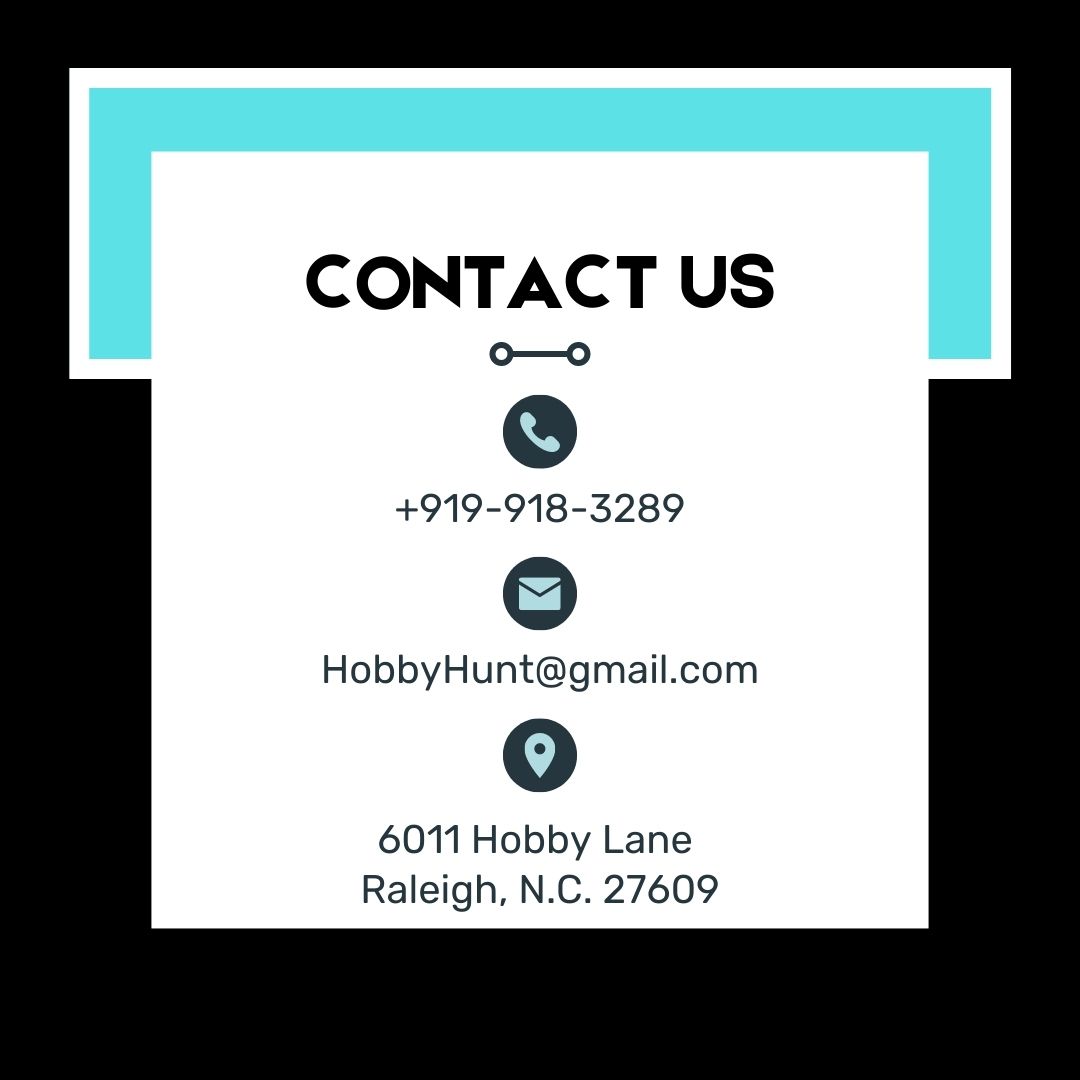 CONTACT US
+919-918-3289
HobbyHunt@gmail.com
6011 Hobby Lane
Raleigh, N.C. 27609